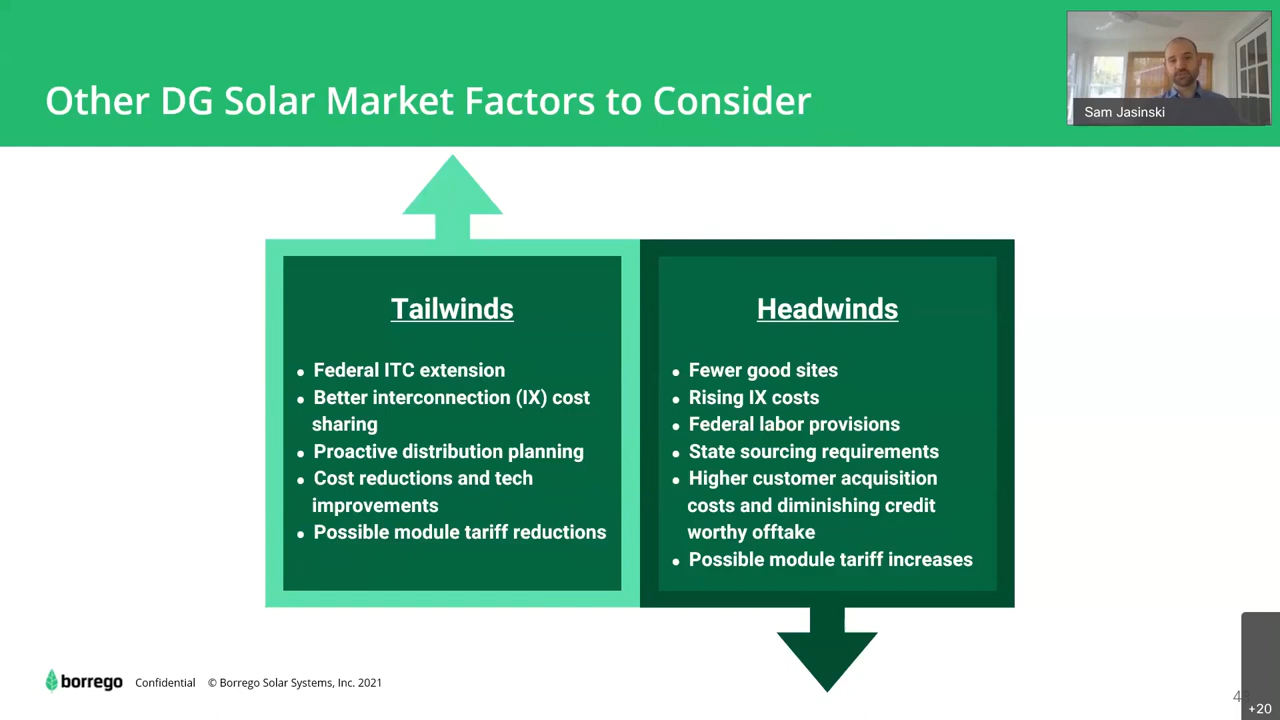 Other DG Solar Market Factors to Consider
Sam Jasinski
Tailwinds
• Federal ITC extension
• Better interconnection (IX) cost
sharing
• Proactive distribution planning
• Cost reductions and tech
improvements
• Possible module tariff reductions
Headwinds
• Fewer good sites
• Rising IX costs
• Federal labor provisions
• State sourcing requirements
• Higher customer acquisition
costs and diminishing credit
worthy offtake
• Possible module tariff increases
borrego Confidential © Borrego Solar Systems, Inc. 2021
+20